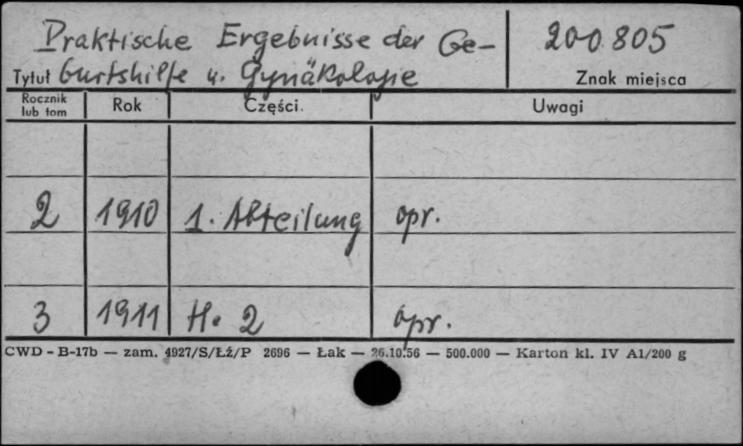 Praktische Ergebnisse der Ge- 200.805
Tytuł burtshilfe u. Gynäkologie Znak miejsca
Rocznik lub tom Rok Części. Uwagi
2 1910 1. Abteilung opr.
3 1911 H. 2 opr.
CWD - B-17b — zam. 4927/S/Łź/P 2696 — Łak — 26.10.56 — 500.000 — Karton kl. IV A1/200 g